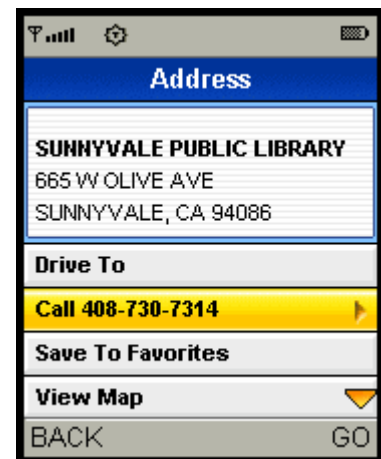 Address
SUNNYVALE PUBLIC LIBRARY
665 W OLIVE AVE
SUNNYVALE, CA 94086
Drive To
Call 408-730-7314
Save To Favorites
View Map
BACK GO